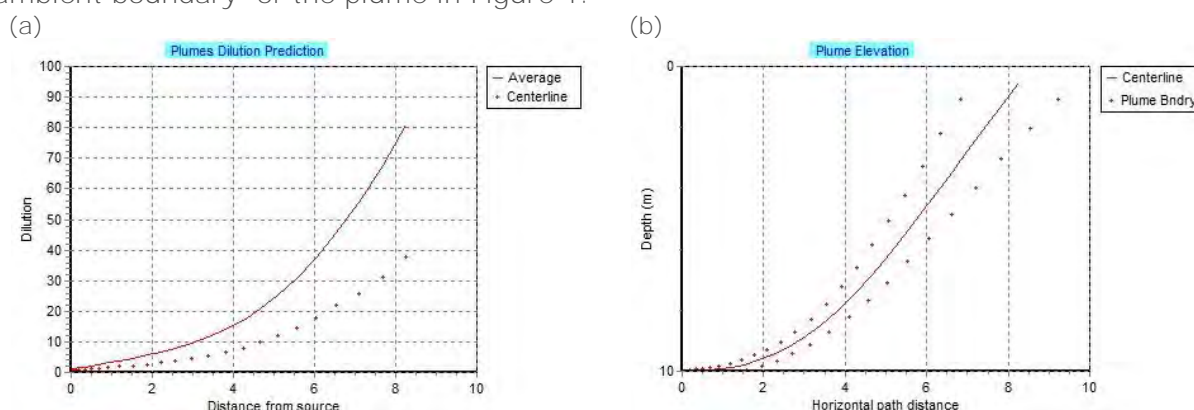 ambient boundary" of the plume in Figure 1.
(a)
Plumes Dilution Prediction
100
90
80
70
60
50
40
30
20
10
0
0 2 4 6 8 10
Dilution
Distance from source
Average
Centerline
(b)
Plume Elevation
0
10
0 2 4 6 8 10
Depth (m)
Horizontal path distance
Centerline
Plume Bndry